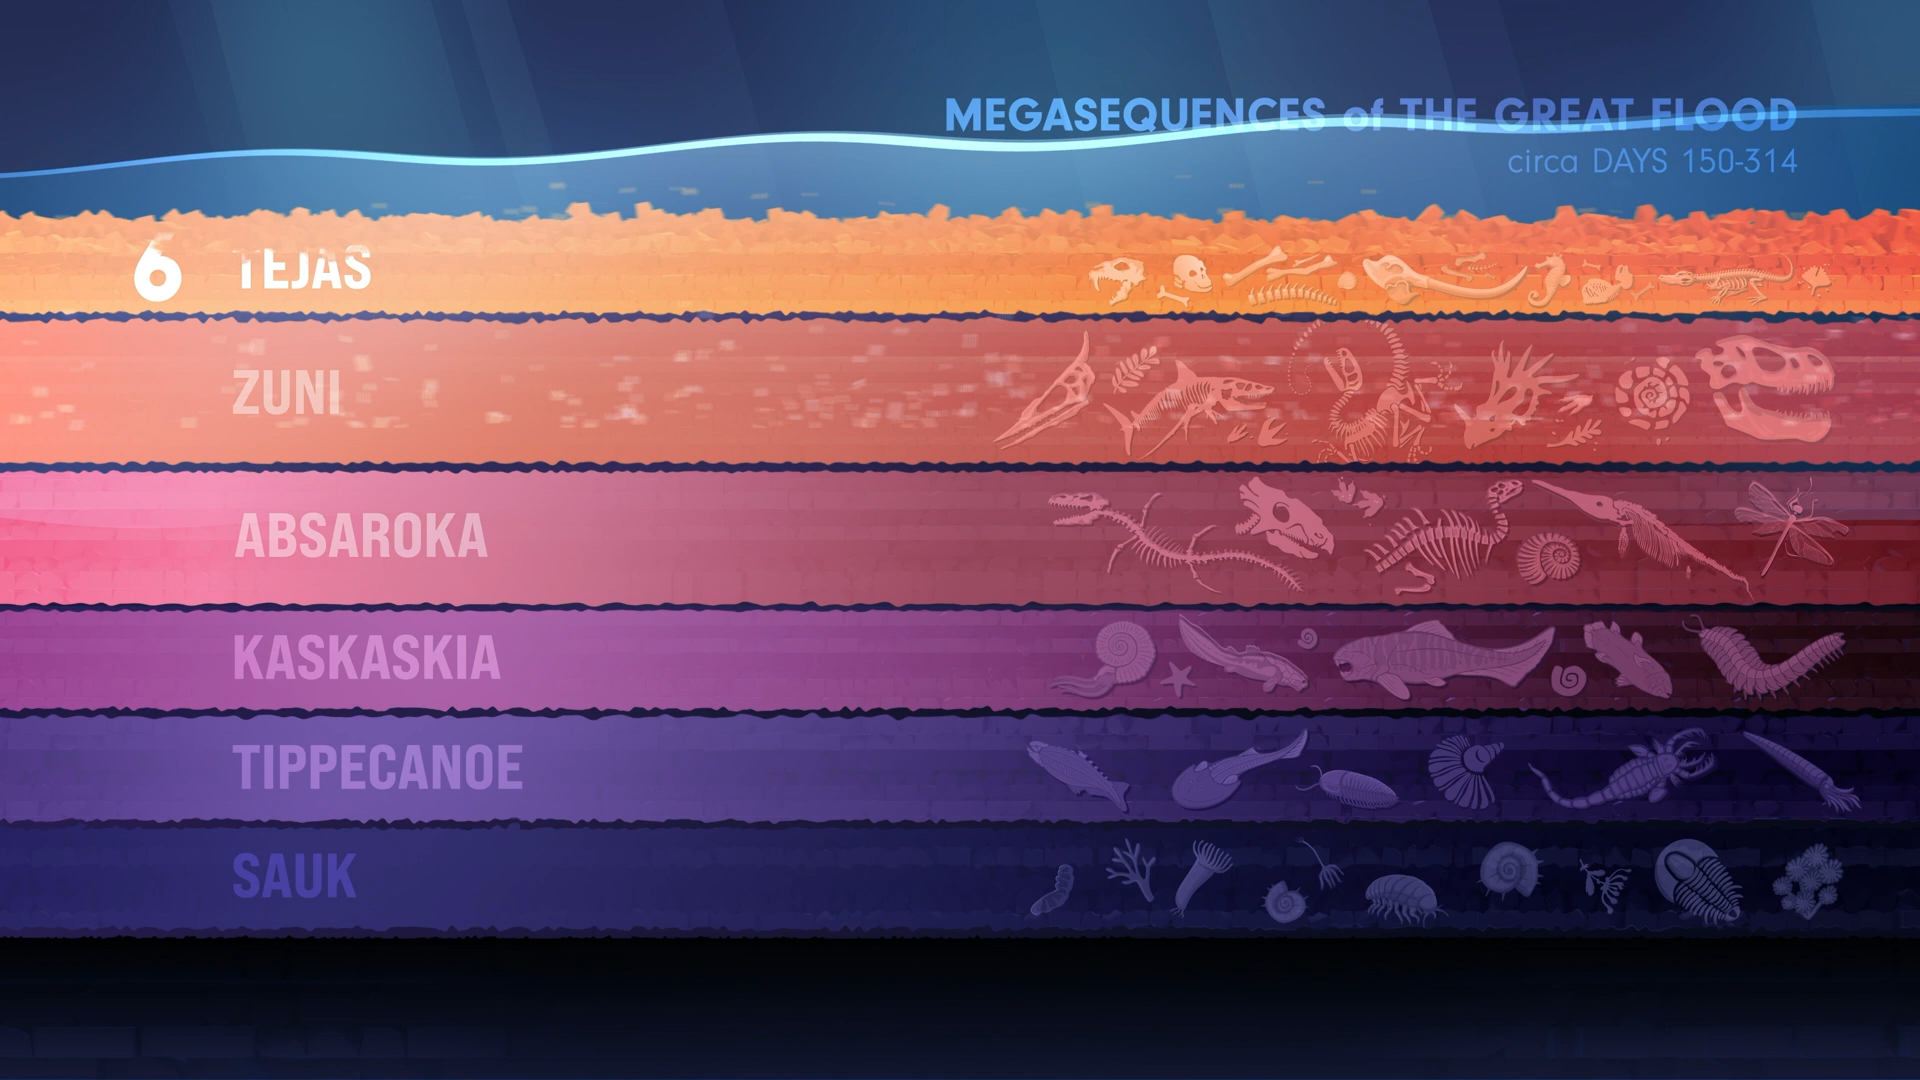 MEGASEQUENCES of THE GREAT FLOOD
circa DAYS 150-314
6 TEJAS
ZUNI
ABSAROKA
KASKASKIA
TIPPECANOE
SAUK